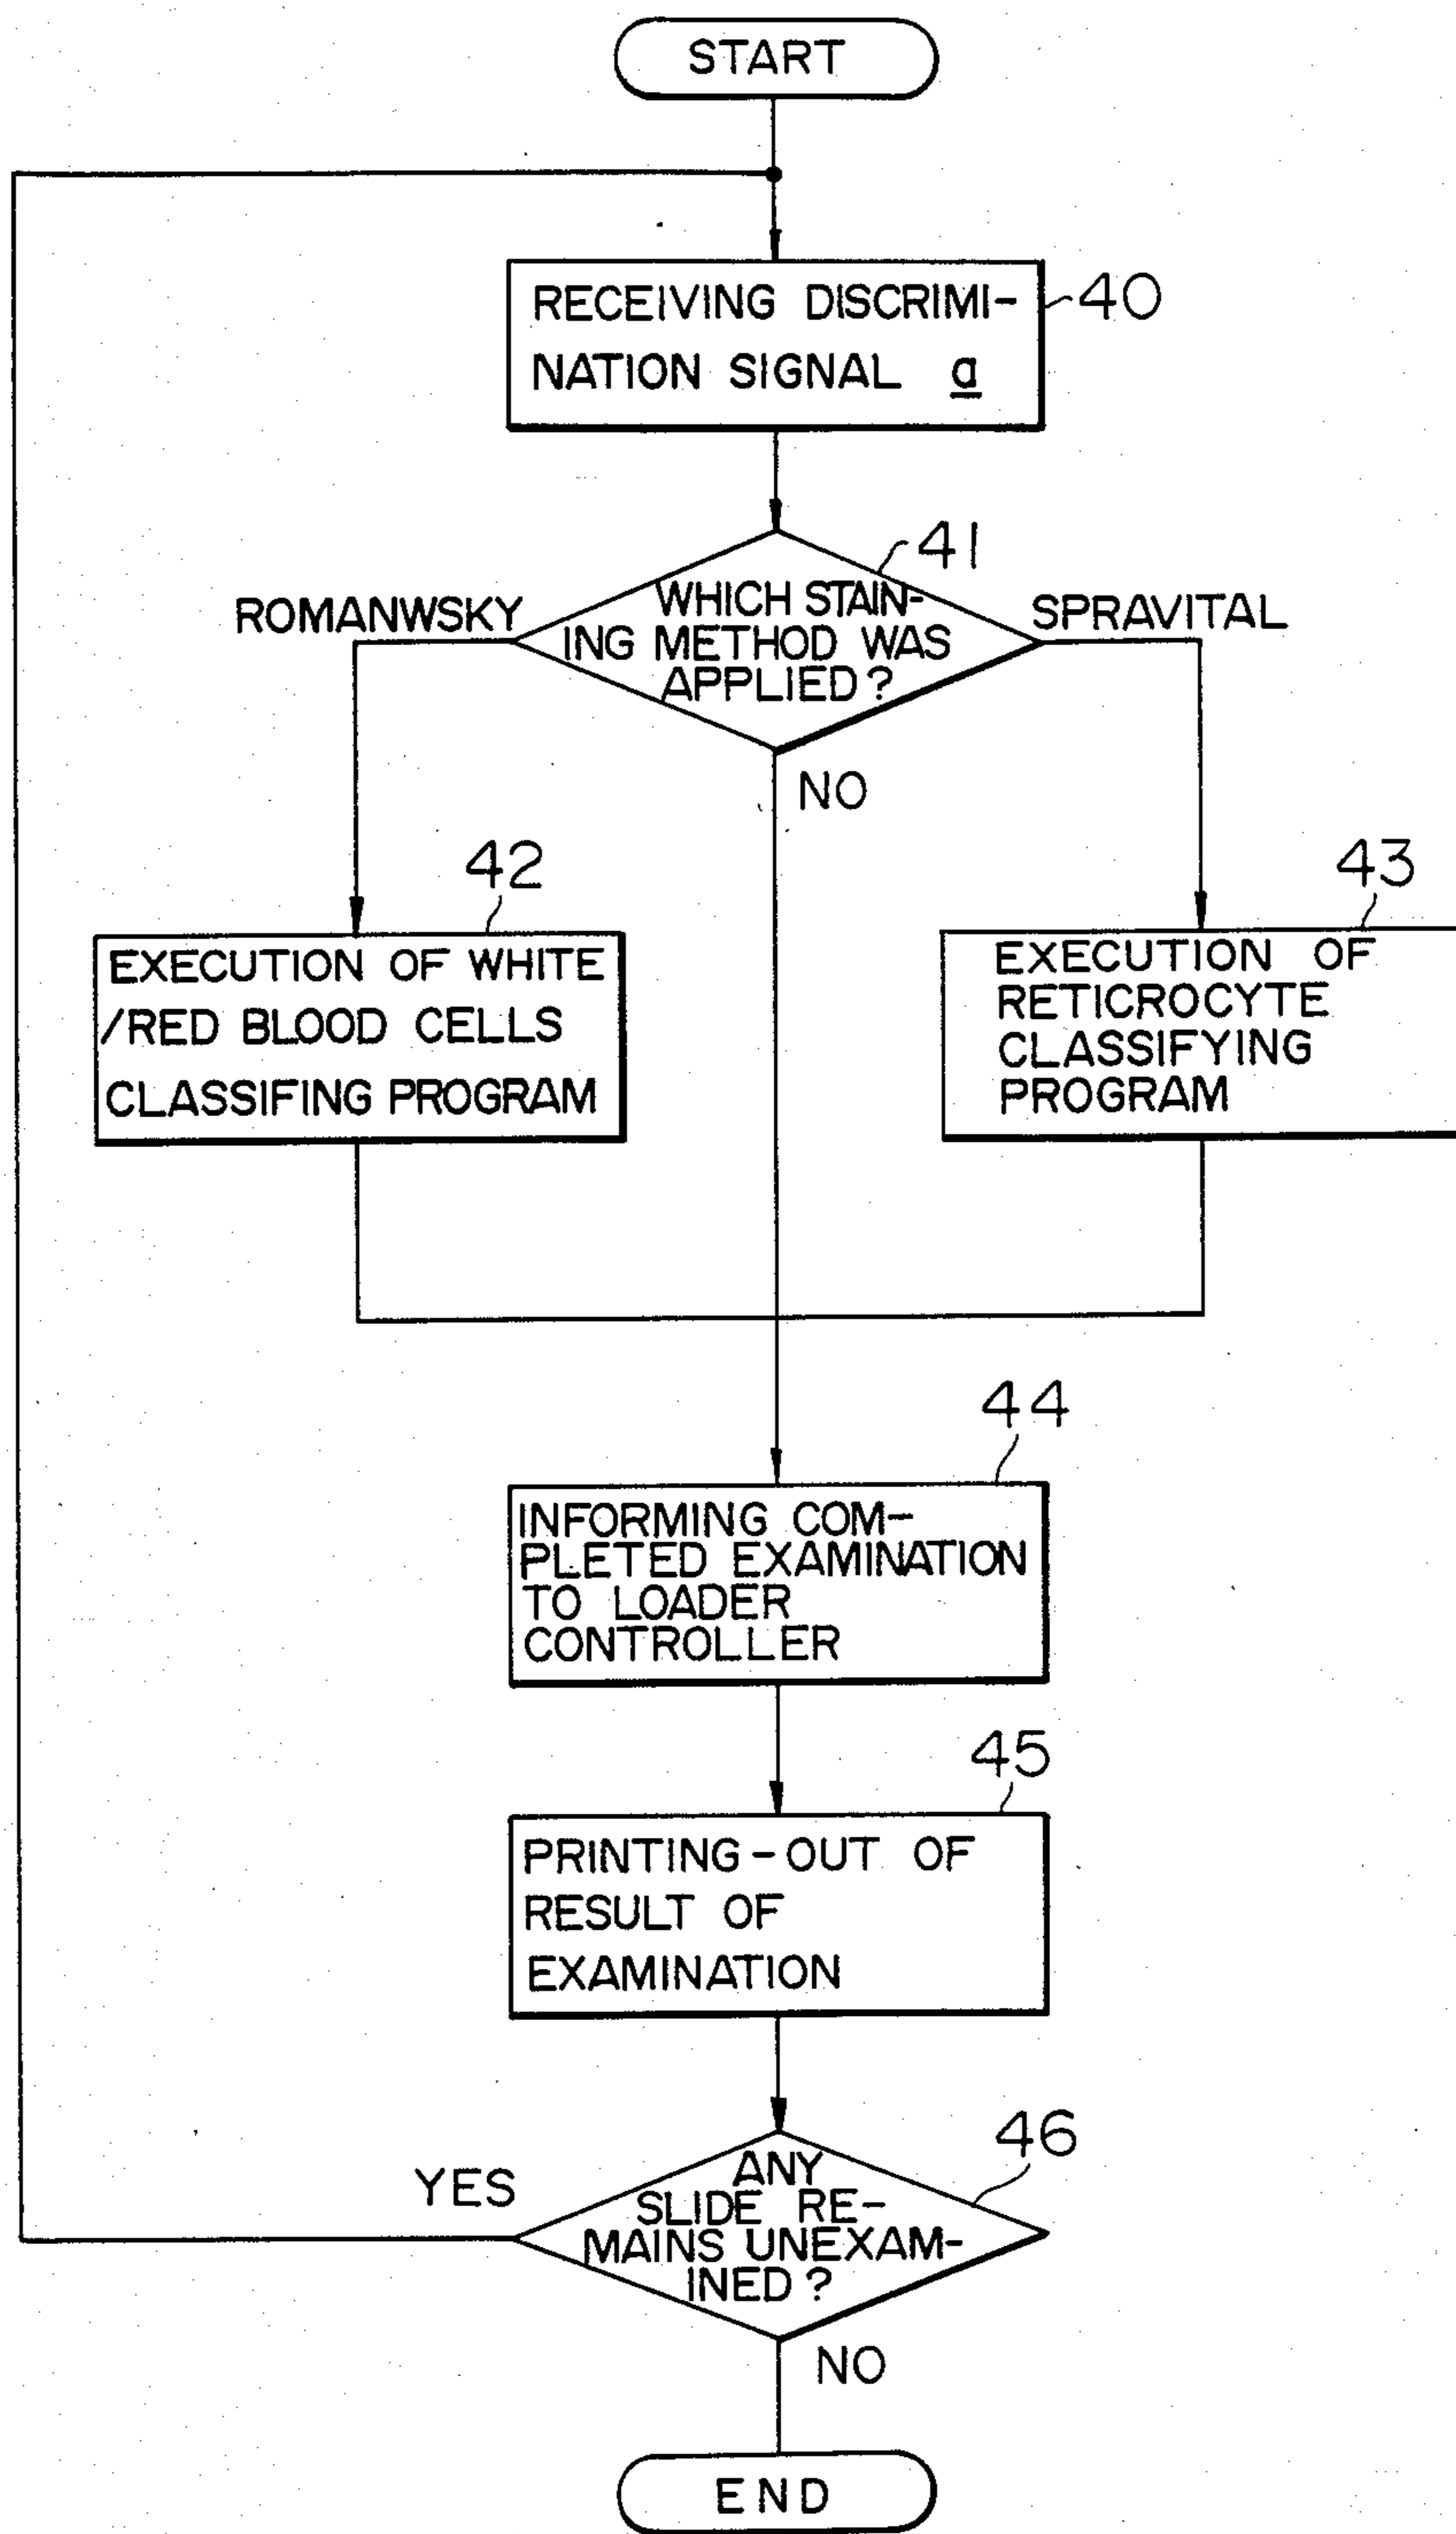 START
RECEIVING DISCRIMI-
NATION SIGNAL a
40
41
WHICH STAIN-
ING METHOD WAS
APPLIED?
ROMANWSKY
SPRAVITAL
NO
42
EXECUTION OF WHITE
/RED BLOOD CELLS
CLASSIFING PROGRAM
43
EXECUTION OF
RETICROCYTE
CLASSIFYING
PROGRAM
44
INFORMING COM-
PLETED EXAMINATION
TO LOADER
CONTROLLER
45
PRINTING-OUT OF
RESULT OF
EXAMINATION
46
ANY
SLIDE RE-
MAINS UNEXAM-
INED?
YES
NO
END